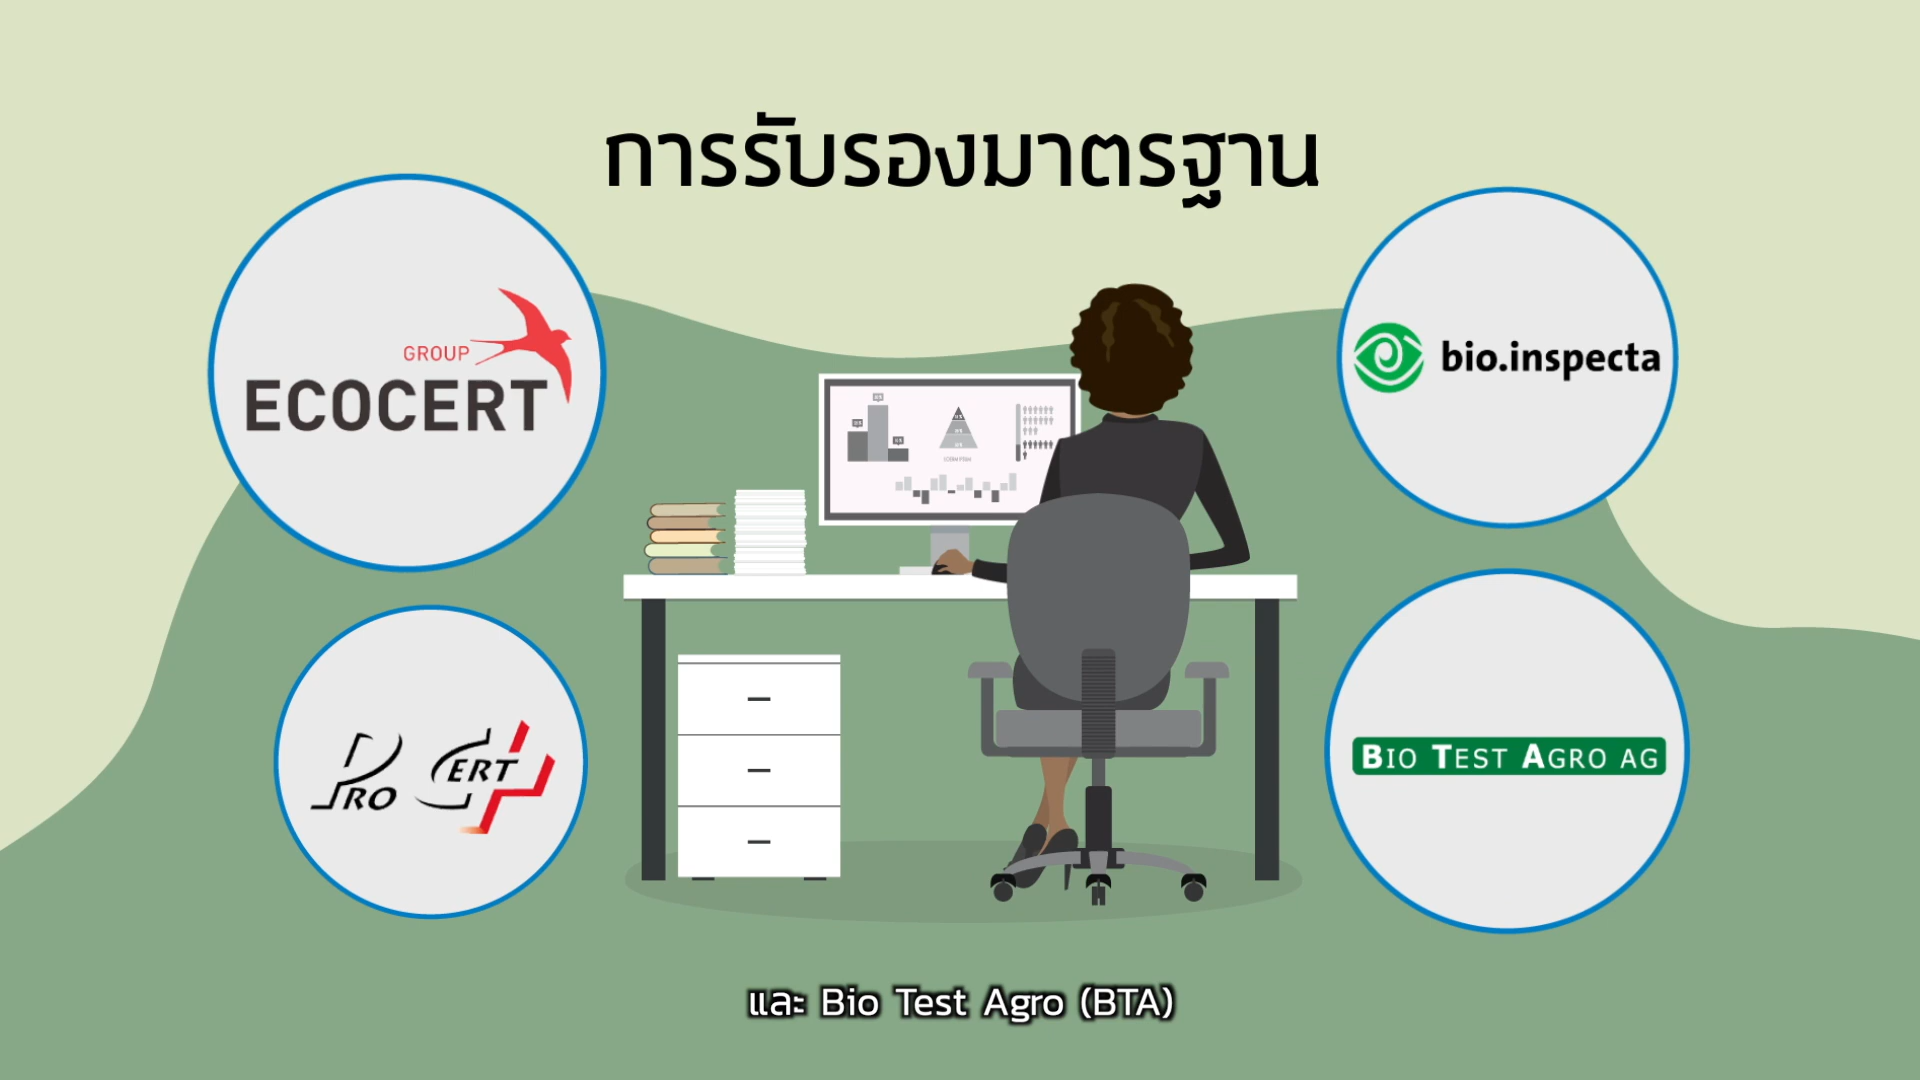 การรับรองมาตรฐาน
GROUP
ECOCERT
bio.inspecta
PRO CERT
BIO TEST AGRO AG
และ Bio Test Agro (BTA)